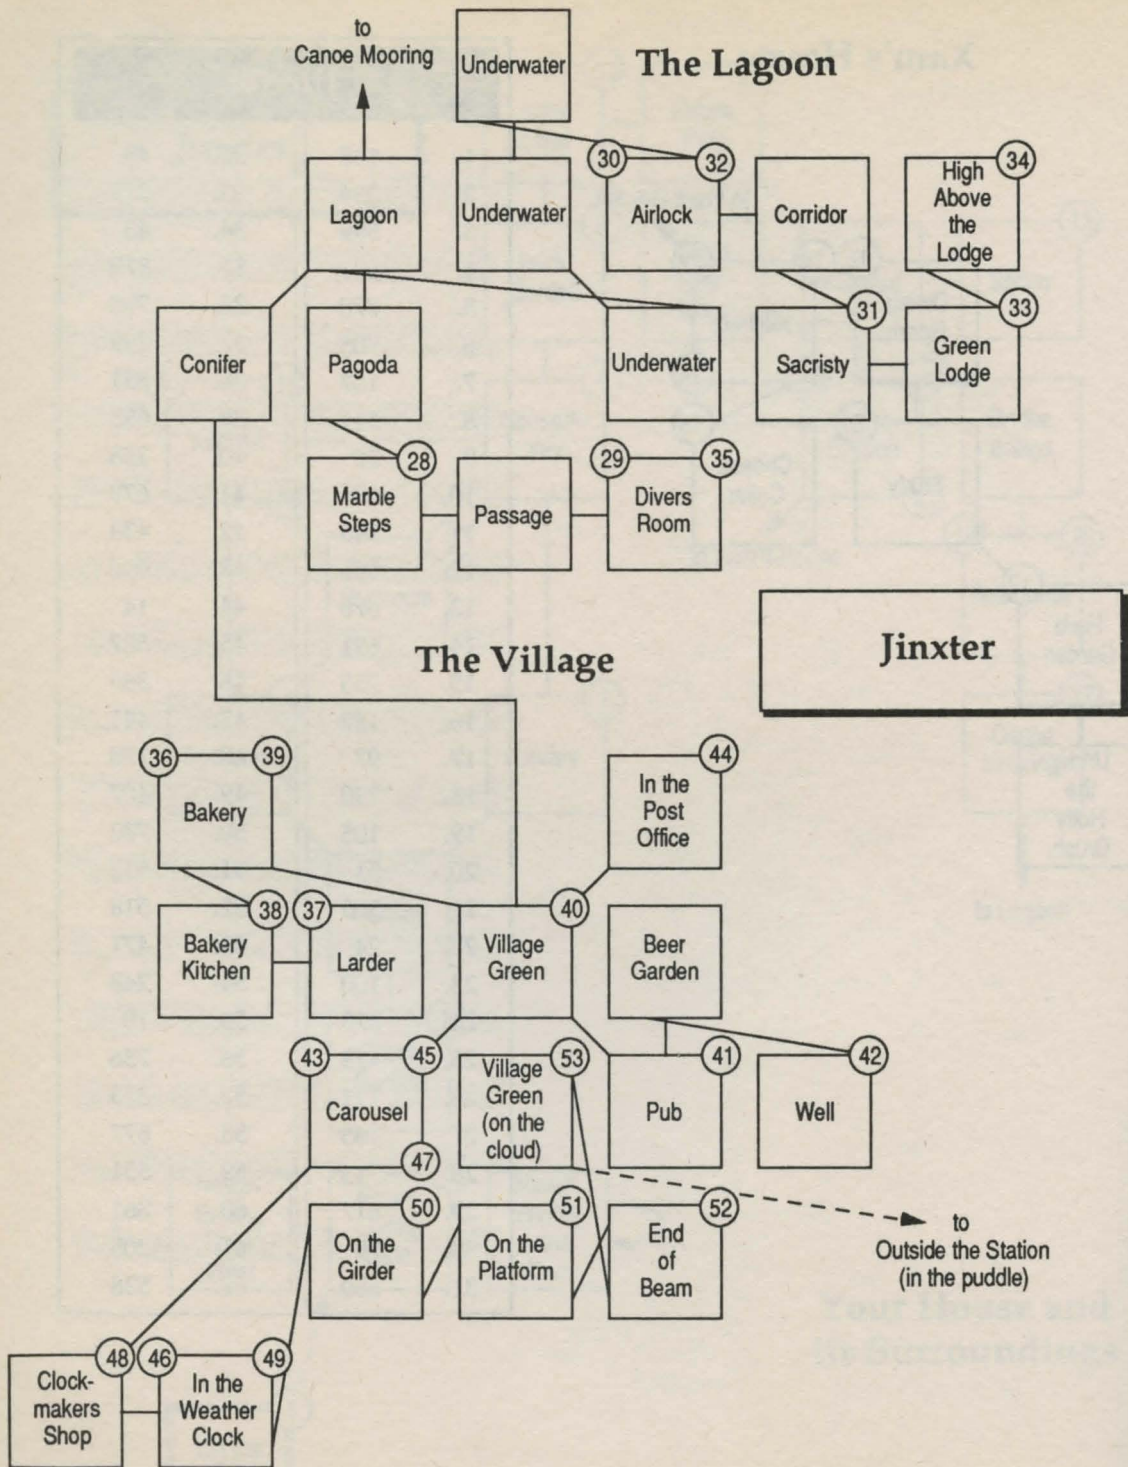 to
Canoe Mooring
Underwater
The Lagoon
30
32
34
Lagoon
Underwater
Airlock
Corridor
High
Above
the
Lodge
31
33
Conifer
Pagoda
Underwater
Sacristy
Green
Lodge
28
29
35
Marble
Steps
Passage
Divers
Room
Jinxter
The Village
36
39
44
Bakery
In the
Post
Office
38
37
40
Bakery
Kitchen
Larder
Village
Green
Beer
Garden
43
45
53
41
42
Carousel
Village
Green
(on the
cloud)
Pub
Well
47
50
51
52
On the
Girder
On the
Platform
End
of
Beam
to
Outside the Station
(in the puddle)
48
46
49
Clock-
makers
Shop
In the
Weather
Clock